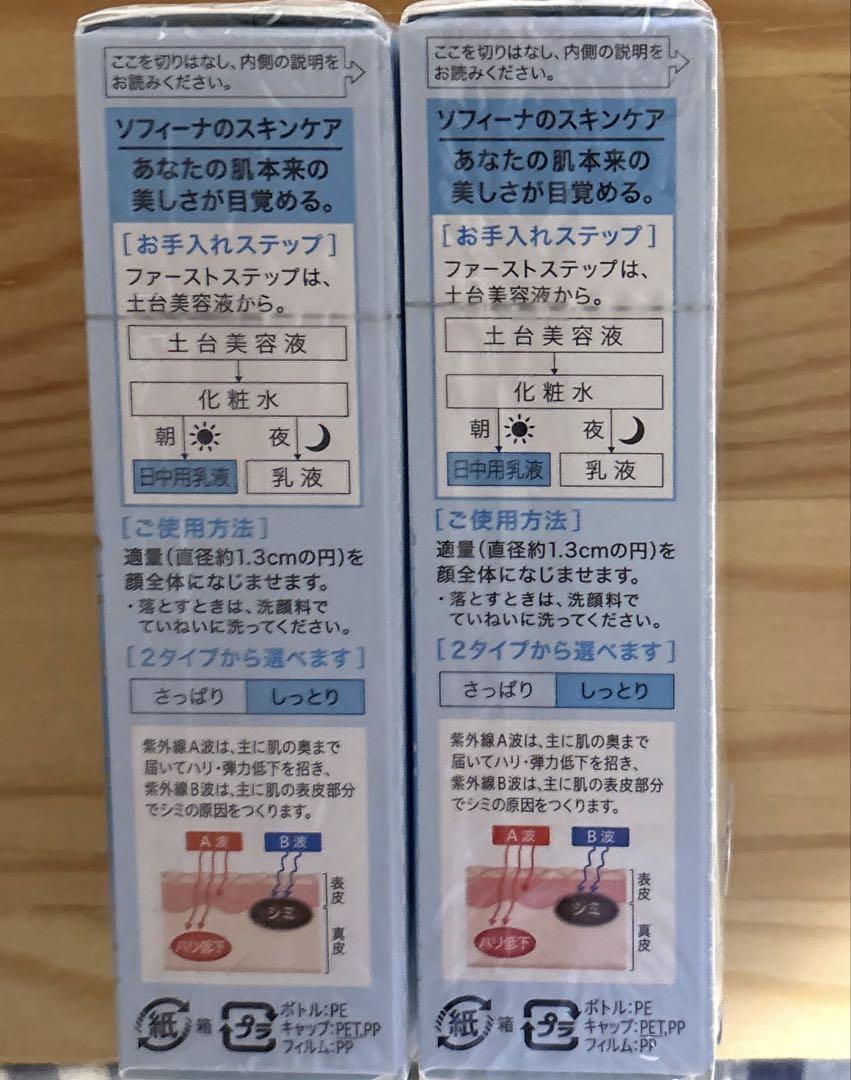 ここを切りはなし、内側の説明を
お読みください。
ソフィーナのスキンケア
あなたの肌本来の
美しさが目覚める。
[お手入れステップ]
ファーストステップは、
土台美容液から。
土台美容液
化粧水
朝 夜
日中用乳液 乳液
[ご使用方法]
適量(直径約1.3cmの円)を
顔全体になじませます。
・落とすときは、洗顔料で
ていねいに洗ってください。
[2タイプから選べます]
さっぱり しっとり
紫外線A波は、主に肌の奥まで
届いてハリ・弾力低下を招き、
紫外線B波は、主に肌の表皮部分
でシミの原因をつくります。
A波 B波
表皮
シミ
ハリ低下
真皮
紙 箱 プラ
ボトル:PE
キャップ:PET,PP
フィルム:PP
ここを切りはなし、内側の説明を
お読みください。
ソフィーナのスキンケア
あなたの肌本来の
美しさが目覚める。
[お手入れステップ]
ファーストステップは、
土台美容液から。
土台美容液
化粧水
朝 夜
日中用乳液 乳液
[ご使用方法]
適量(直径約1.3cmの円)を
顔全体になじませます。
・落とすときは、洗顔料で
ていねいに洗ってください。
[2タイプから選べます]
さっぱり しっとり
紫外線A波は、主に肌の奥まで
届いてハリ・弾力低下を招き、
紫外線B波は、主に肌の表皮部分
でシミの原因をつくります。
A波 B波
表皮
シミ
ハリ低下
真皮
紙 箱 プラ
ボトル:PE
キャップ:PET,PP
フィルム:PP